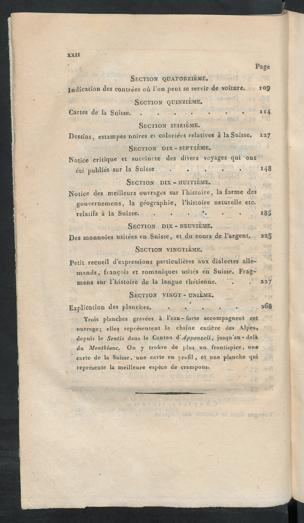 XXII
Page
SECTION QUATORZIÈME.
Indication des contrées où l'on peut se servir de voiture. . 109
SECTION QUINZIÈME.
Cartes de la Suisse. . . . . . . . 114
SECTION SEIZIÈME.
Dessins, estampes noires et coloriées relatives à la Suisse. 127
SECTION DIX-SEPTIÈME.
Notice critique et succincte des divers voyages qui ont
été publiés sur la Suisse . . . . . 148
SECTION DIX-HUITIÈME.
Notice des meilleurs ouvrages sur l'histoire, la forme des
gouvernemens, la géographie, l'histoire naturelle etc.
relatifs à la Suisse. . . . . . .
SECTION DIX-NEUVIÈME.
Des monnoies usitées en Suisse, et du cours de l'argent. 225
SECTION VINGTIÈME.
Petit recueil d'expressions particulières aux dialectes alle-
mands, françois et romaniques usités en Suisse. Frag-
mens sur l'histoire de la langue rhétienne. . . 227
SECTION VINGT-UNIÈME.
Explication des planches. . . . . . 268
Trois planches gravées à l'eau-forte accompagnent cet
ouvrage; elles représentent la chaîne entière des Alpes,
depuis le Sentis dans le Canton d'Appenzell, jusqu'au-delà
du Montblanc. On y trouve de plus un frontispice, une
carte de la Suisse, une carte en profil, et une planche qui
représente la meilleure espèce de crampons.